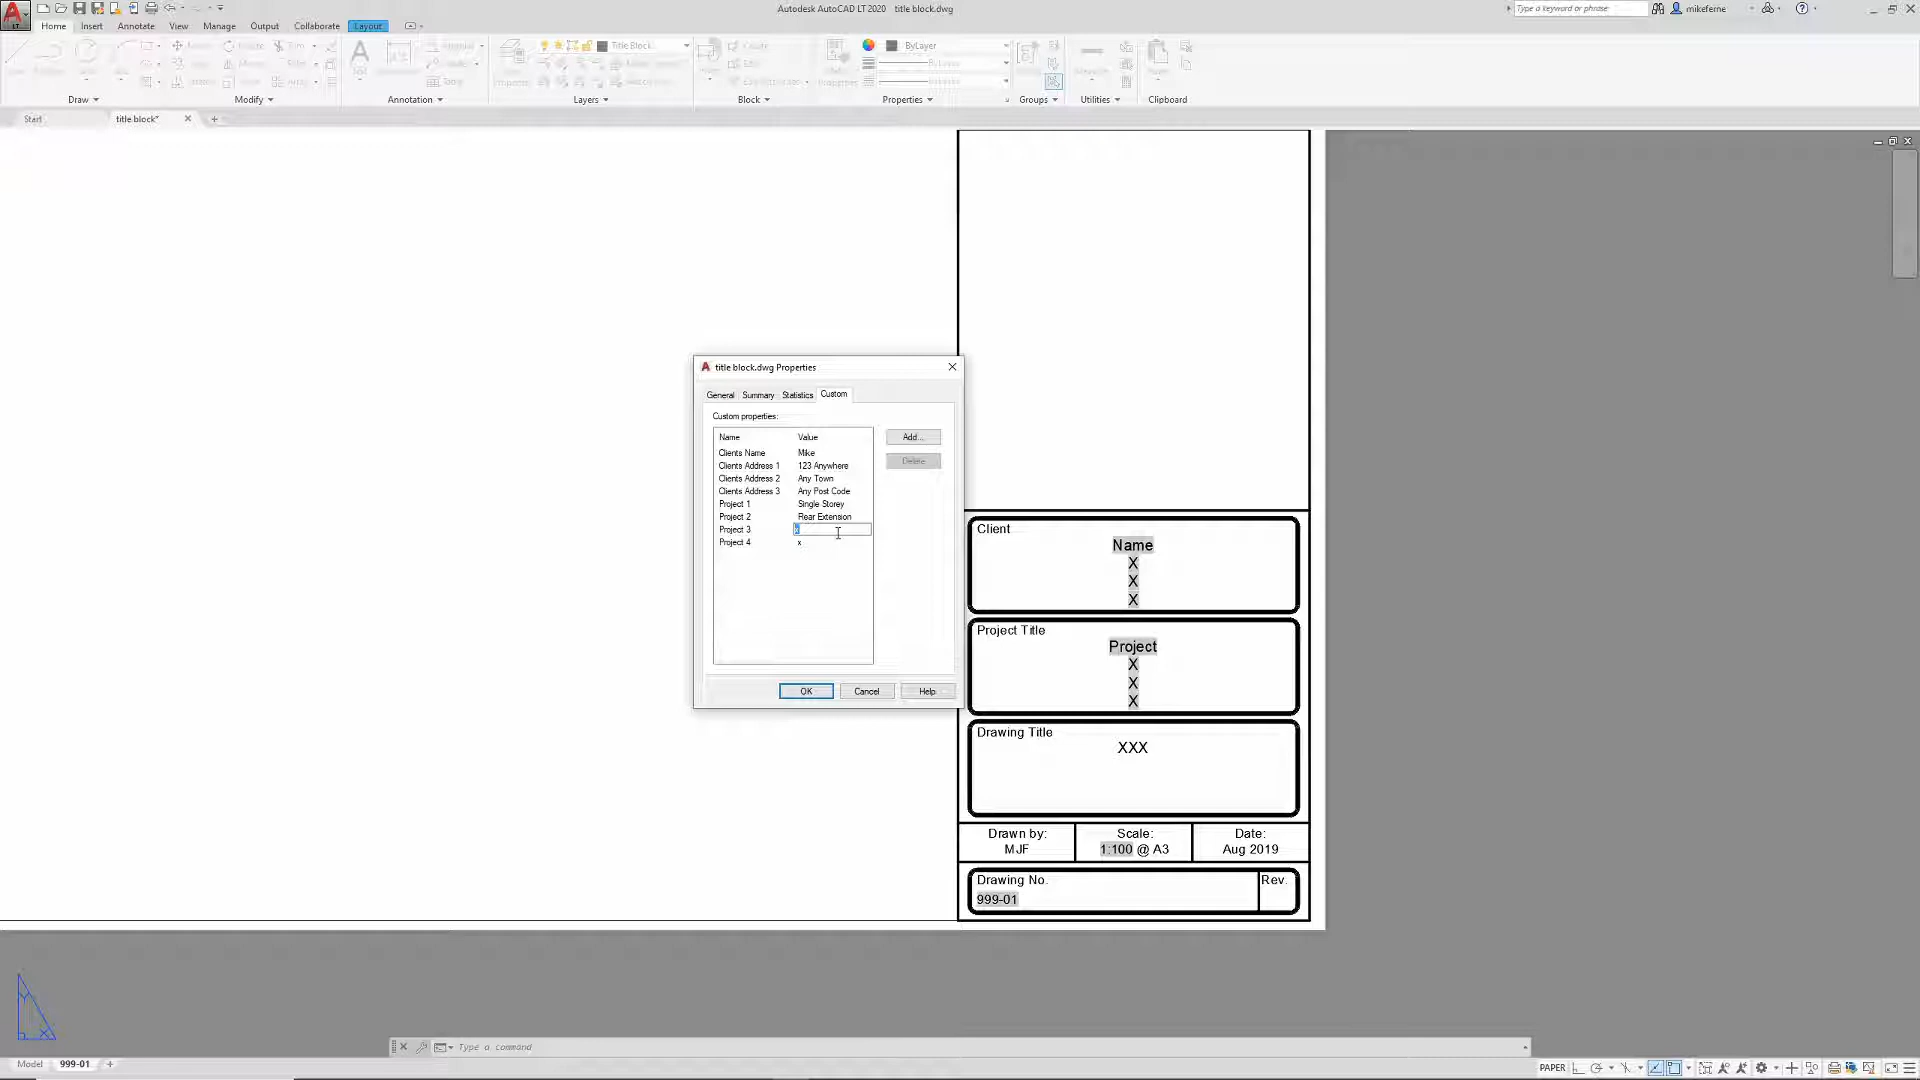 Autodesk AutoCAD LT 2020 title block.dwg
Type a keyword or phrase
mikeferne
Home Insert Annotate View Manage Output Collaborate Layout
Title Block
ByLayer
Draw Modify Annotation Layers Block Properties Groups Utilities Clipboard
Start title block*
title block.dwg Properties
General Summary Statistics Custom
Custom properties:
Name Value
Clients Name Mike
Clients Address 1 123 Anywhere
Clients Address 2 Any Town
Clients Address 3 Any Post Code
Project 1 Single Storey
Project 2 Rear Extension
Project 3
Project 4 x
Add...
Delete
OK Cancel Help
Client
Name
X
X
X
Project Title
Project
X
X
X
Drawing Title
XXX
Drawn by: Scale: Date:
MJF 1:100 @ A3 Aug 2019
Drawing No. Rev.
999-01
Type a command
Model 999-01
PAPER